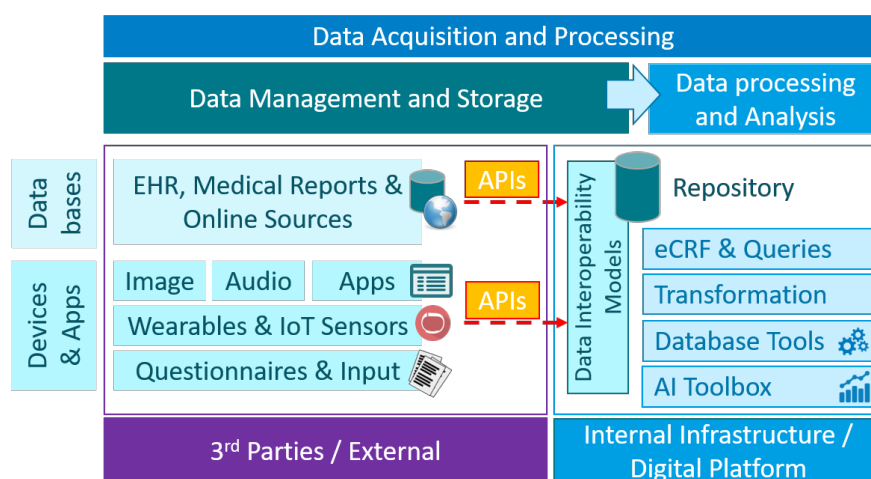 Data Acquisition and Processing
Data Management and Storage
Data processing
and Analysis
Data
bases
EHR, Medical Reports &
Online Sources
APIs
Devices
& Apps
Image
Audio
Apps
Wearables & IoT Sensors
Questionnaires & Input
APIs
Data Interoperability
Models
Repository
eCRF & Queries
Transformation
Database Tools
AI Toolbox
3rd Parties / External
Internal Infrastructure /
Digital Platform